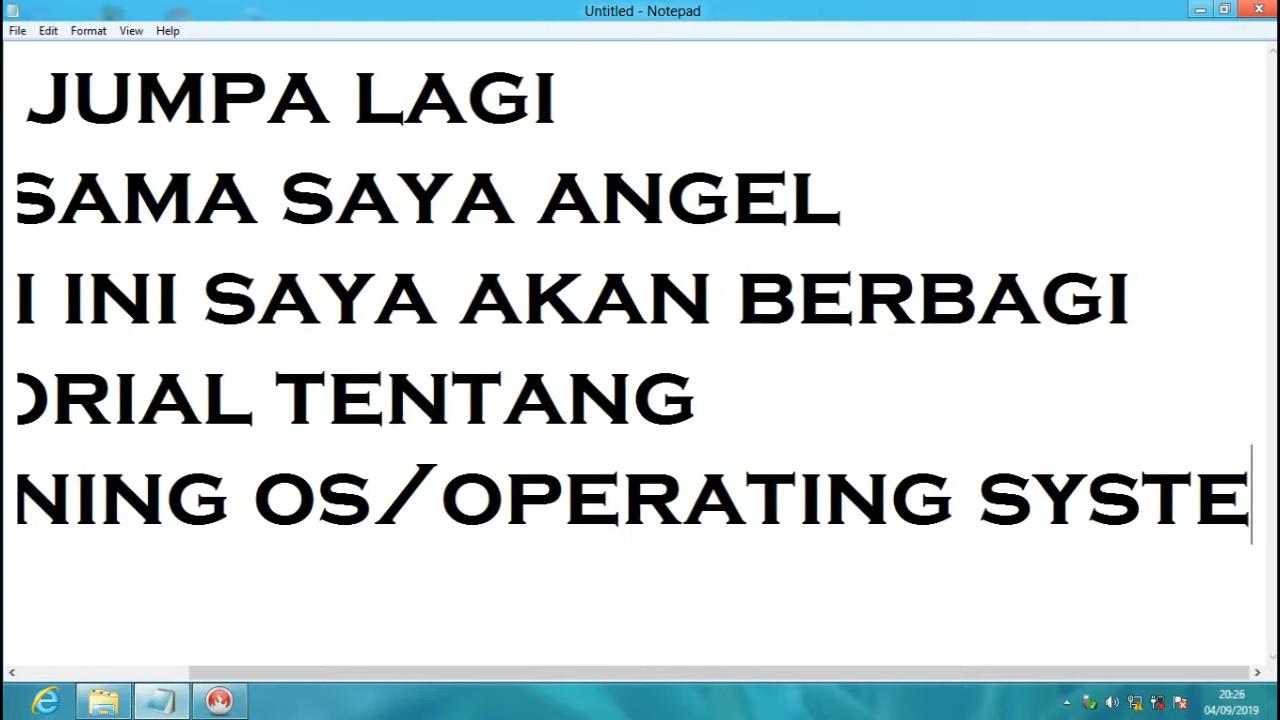 Untitled - Notepad
File Edit Format View Help
JUMPA LAGI
SAMA SAYA ANGEL
I INI SAYA AKAN BERBAGI
ORIAL TENTANG
NING OS/OPERATING SYSTE
20:26
04/09/2019